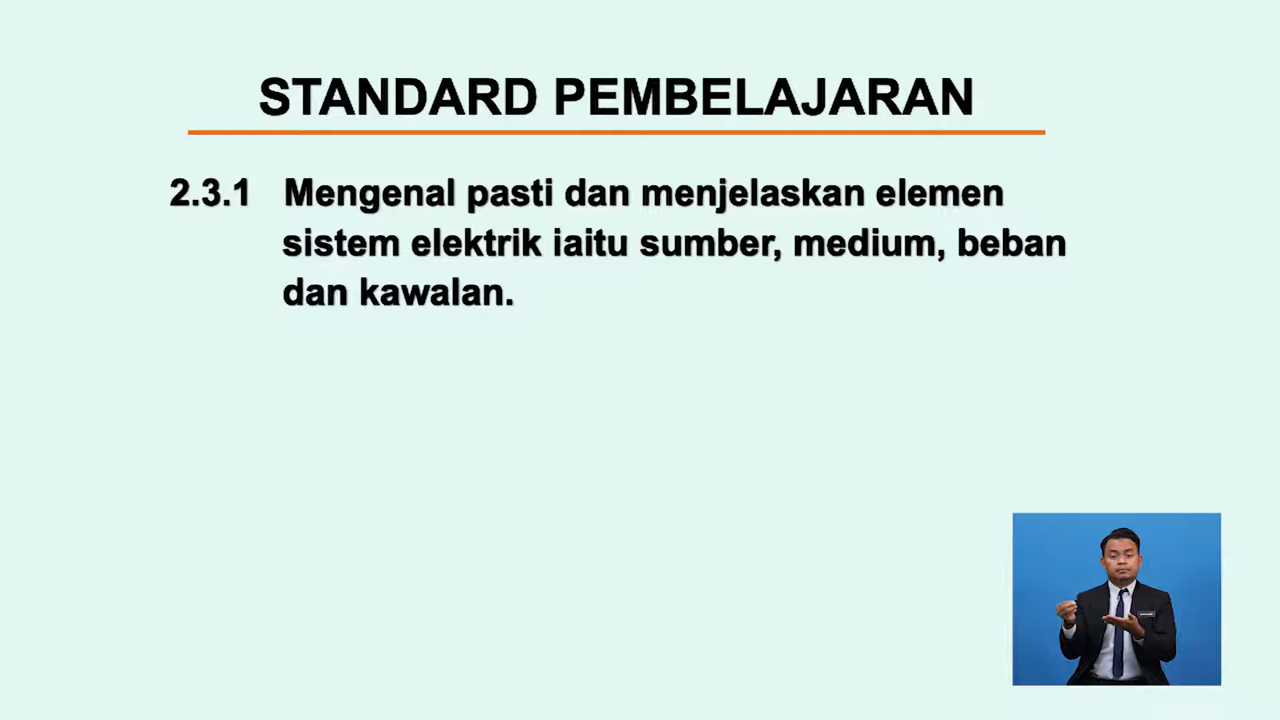 STANDARD PEMBELAJARAN
2.3.1 Mengenal pasti dan menjelaskan elemen
sistem elektrik iaitu sumber, medium, beban
dan kawalan.